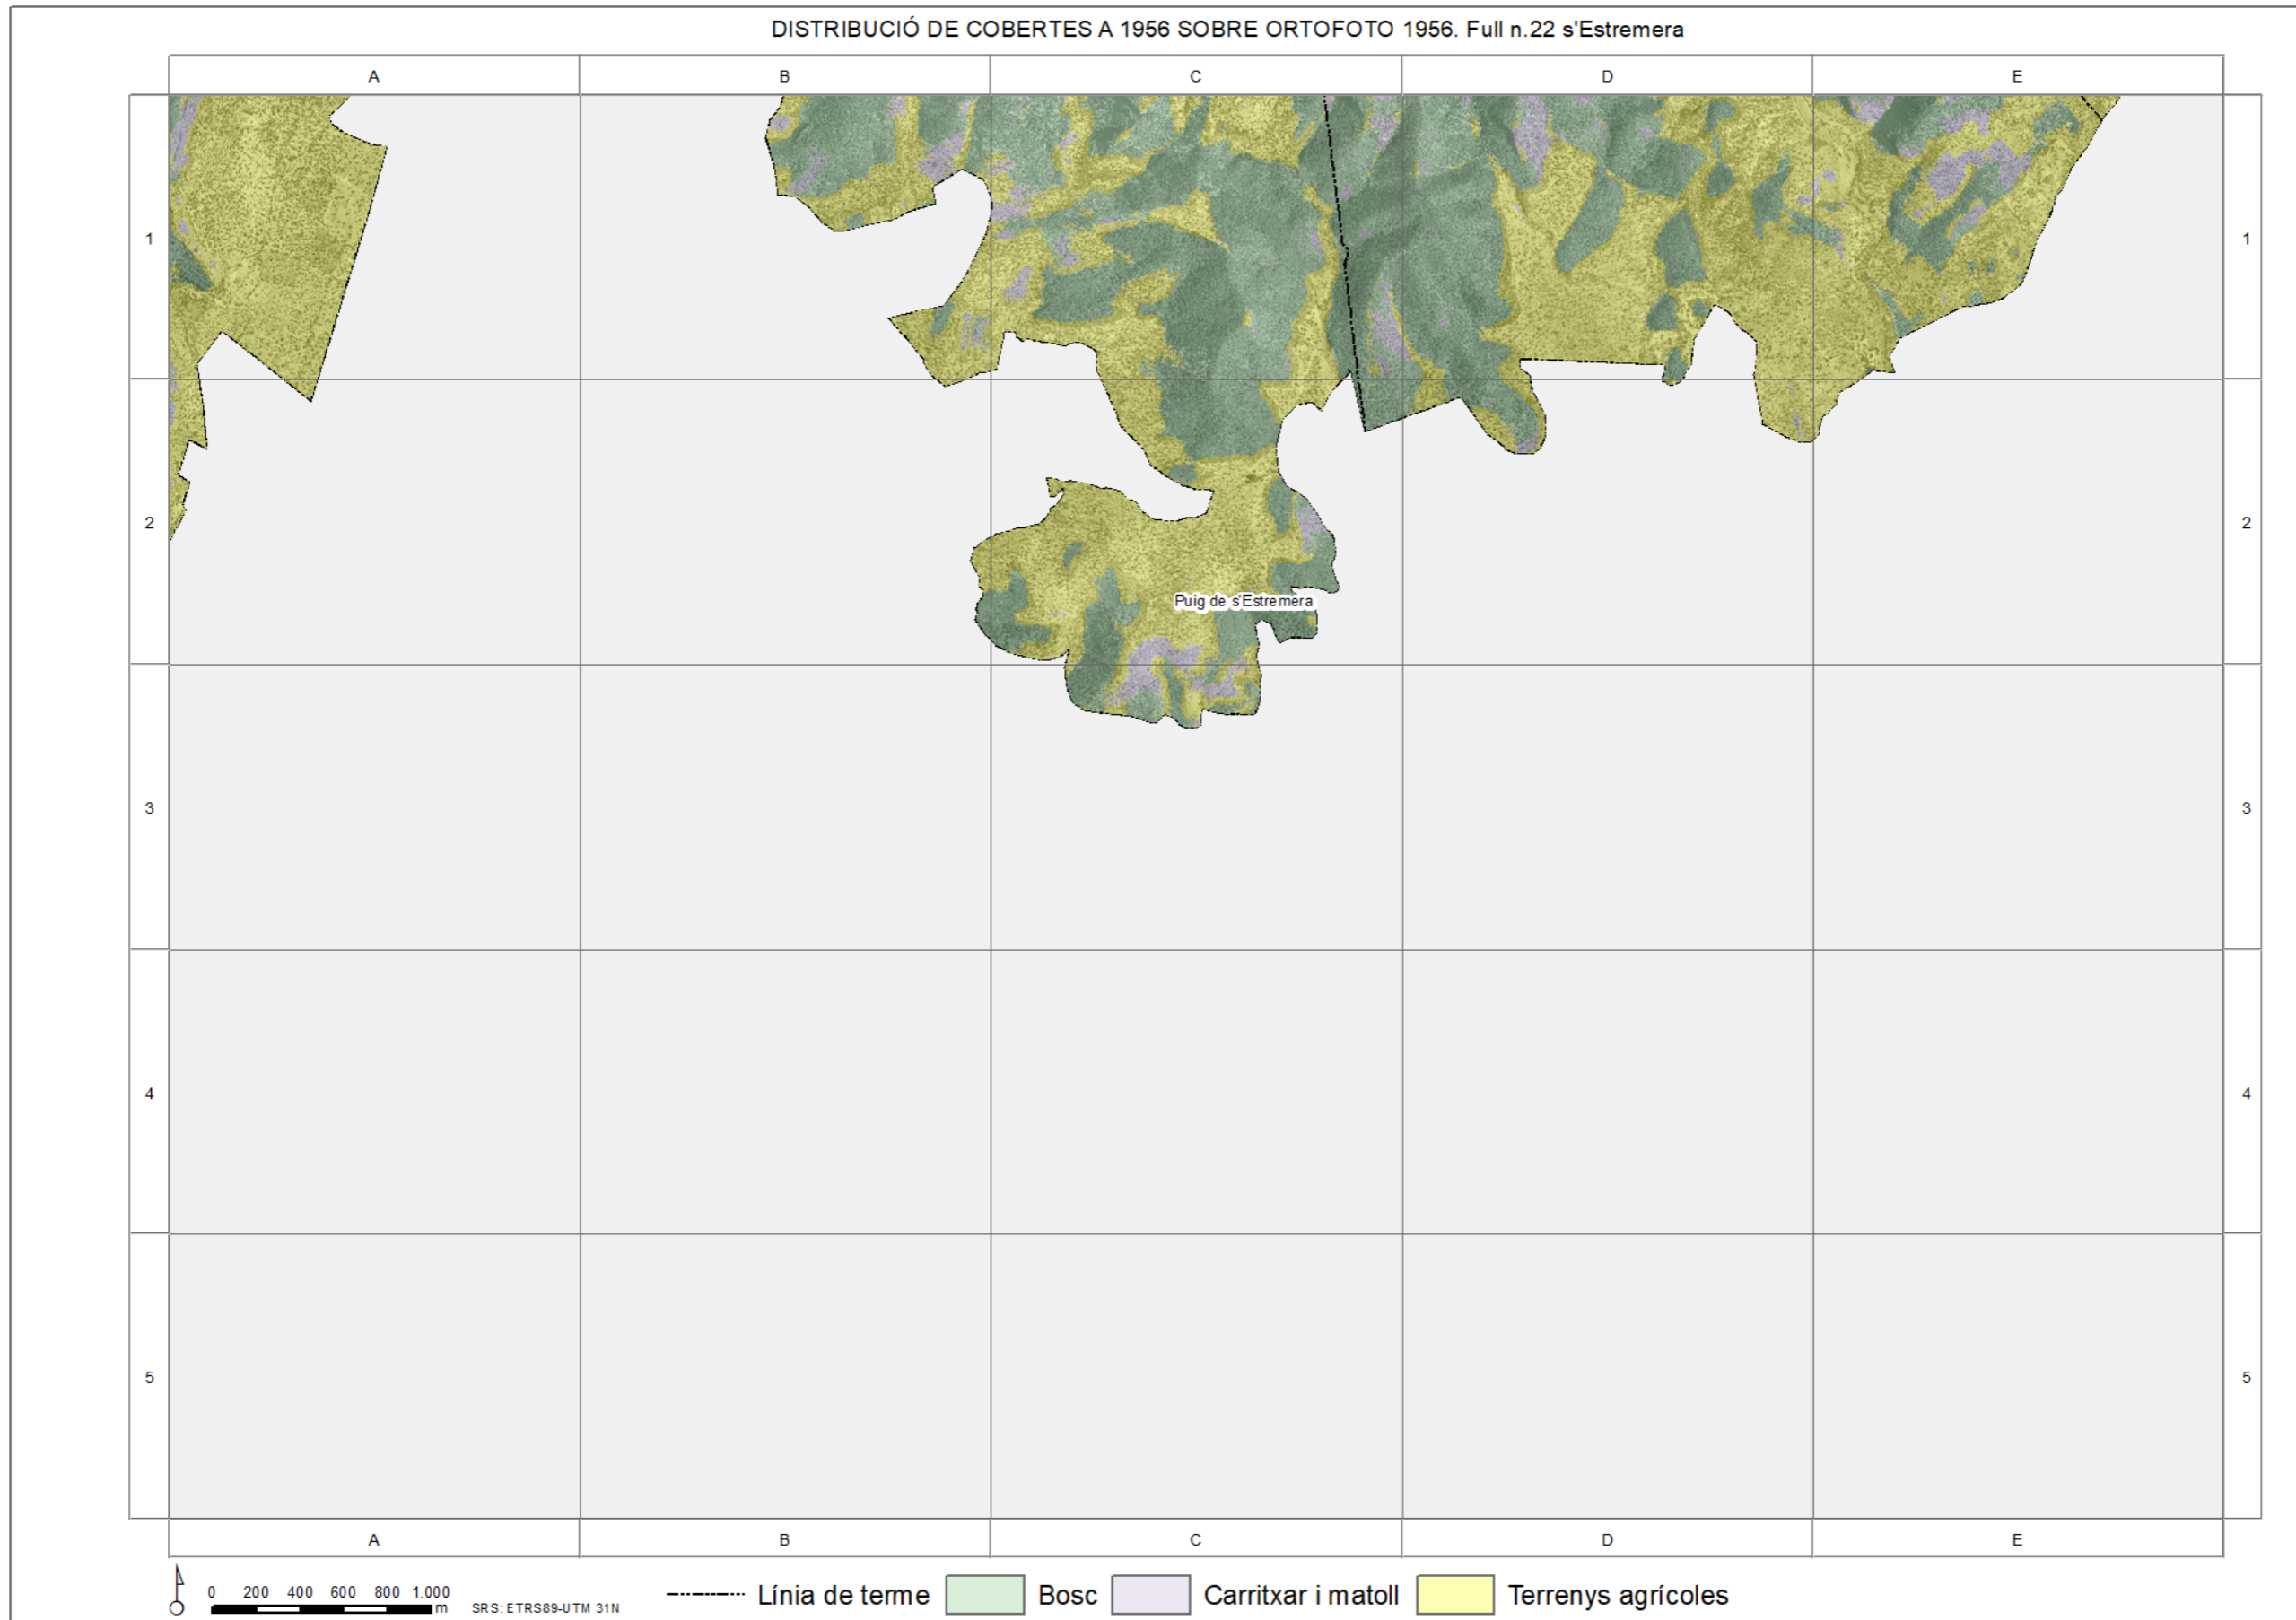 DISTRIBUCIÓ DE COBERTES A 1956 SOBRE ORTOFOTO 1956. Full n.22 s'Estremera
A B C D E
1 1
2 2
Puig de s'Estremera
3 3
4 4
5 5
A B C D E
0 200 400 600 800 1.000
m
SRS: ETRS89-UTM 31N
Línia de terme
Bosc
Carritxar i matoll
Terrenys agrícoles